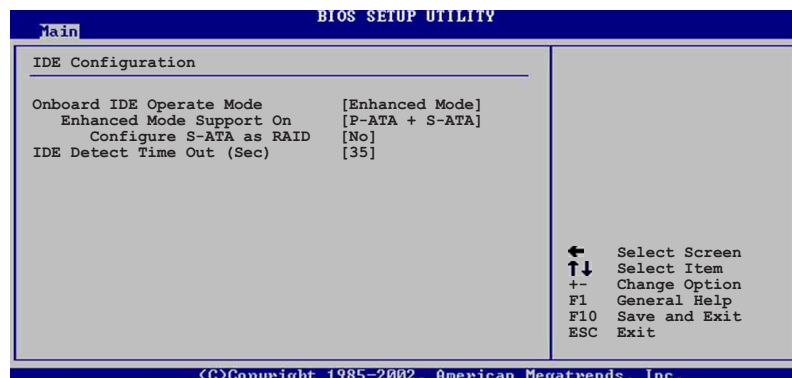 BIOS SETUP UTILITY
Main
IDE Configuration
Onboard IDE Operate Mode [Enhanced Mode]
Enhanced Mode Support On [P-ATA + S-ATA]
Configure S-ATA as RAID [No]
IDE Detect Time Out (Sec) [35]
← Select Screen
↑↓ Select Item
+- Change Option
F1 General Help
F10 Save and Exit
ESC Exit
(C)Copyright 1985-2002, American Megatrends, Inc.